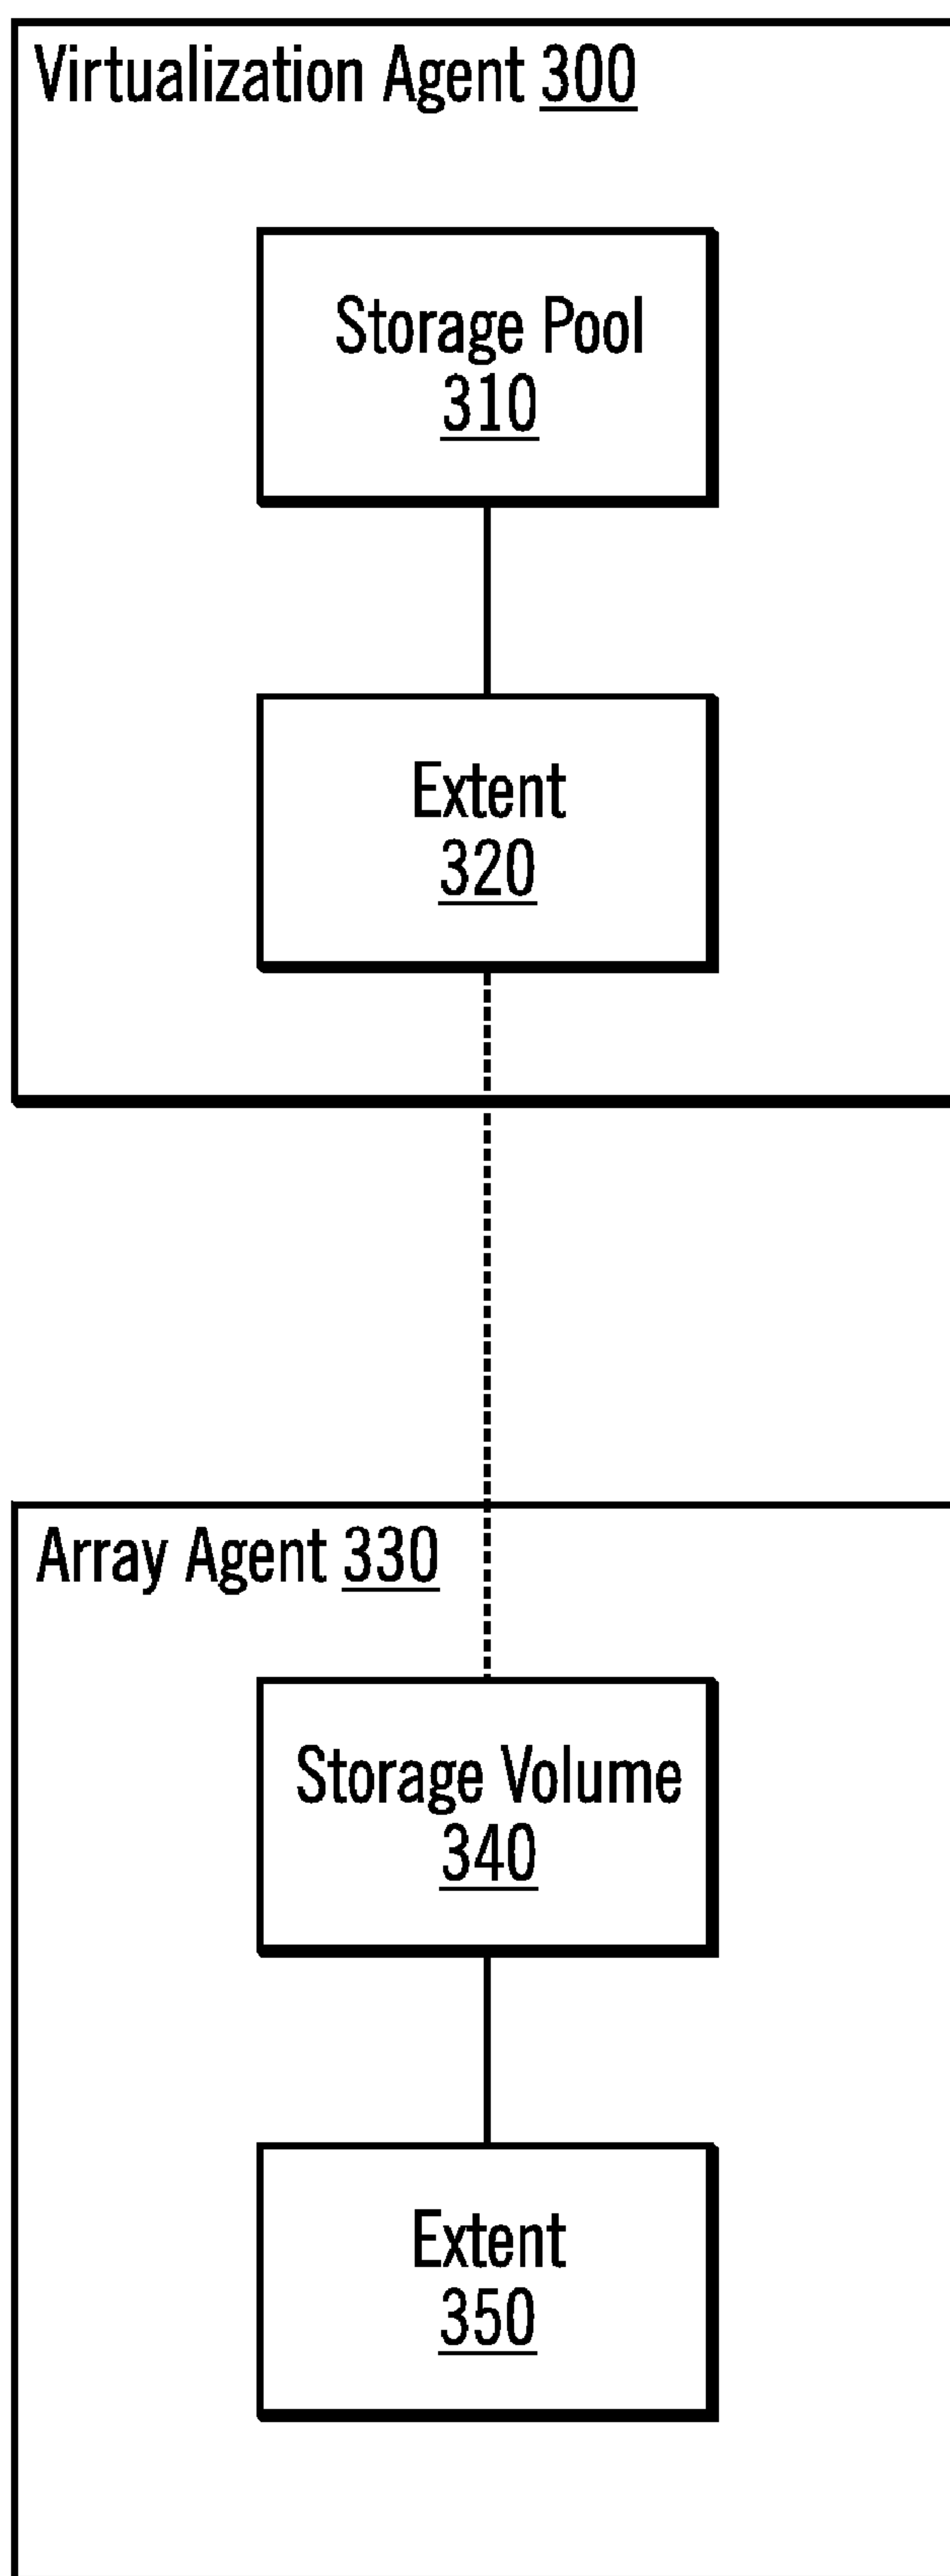 Virtualization Agent 300
Storage Pool
310
Extent
320
Array Agent 330
Storage Volume
340
Extent
350